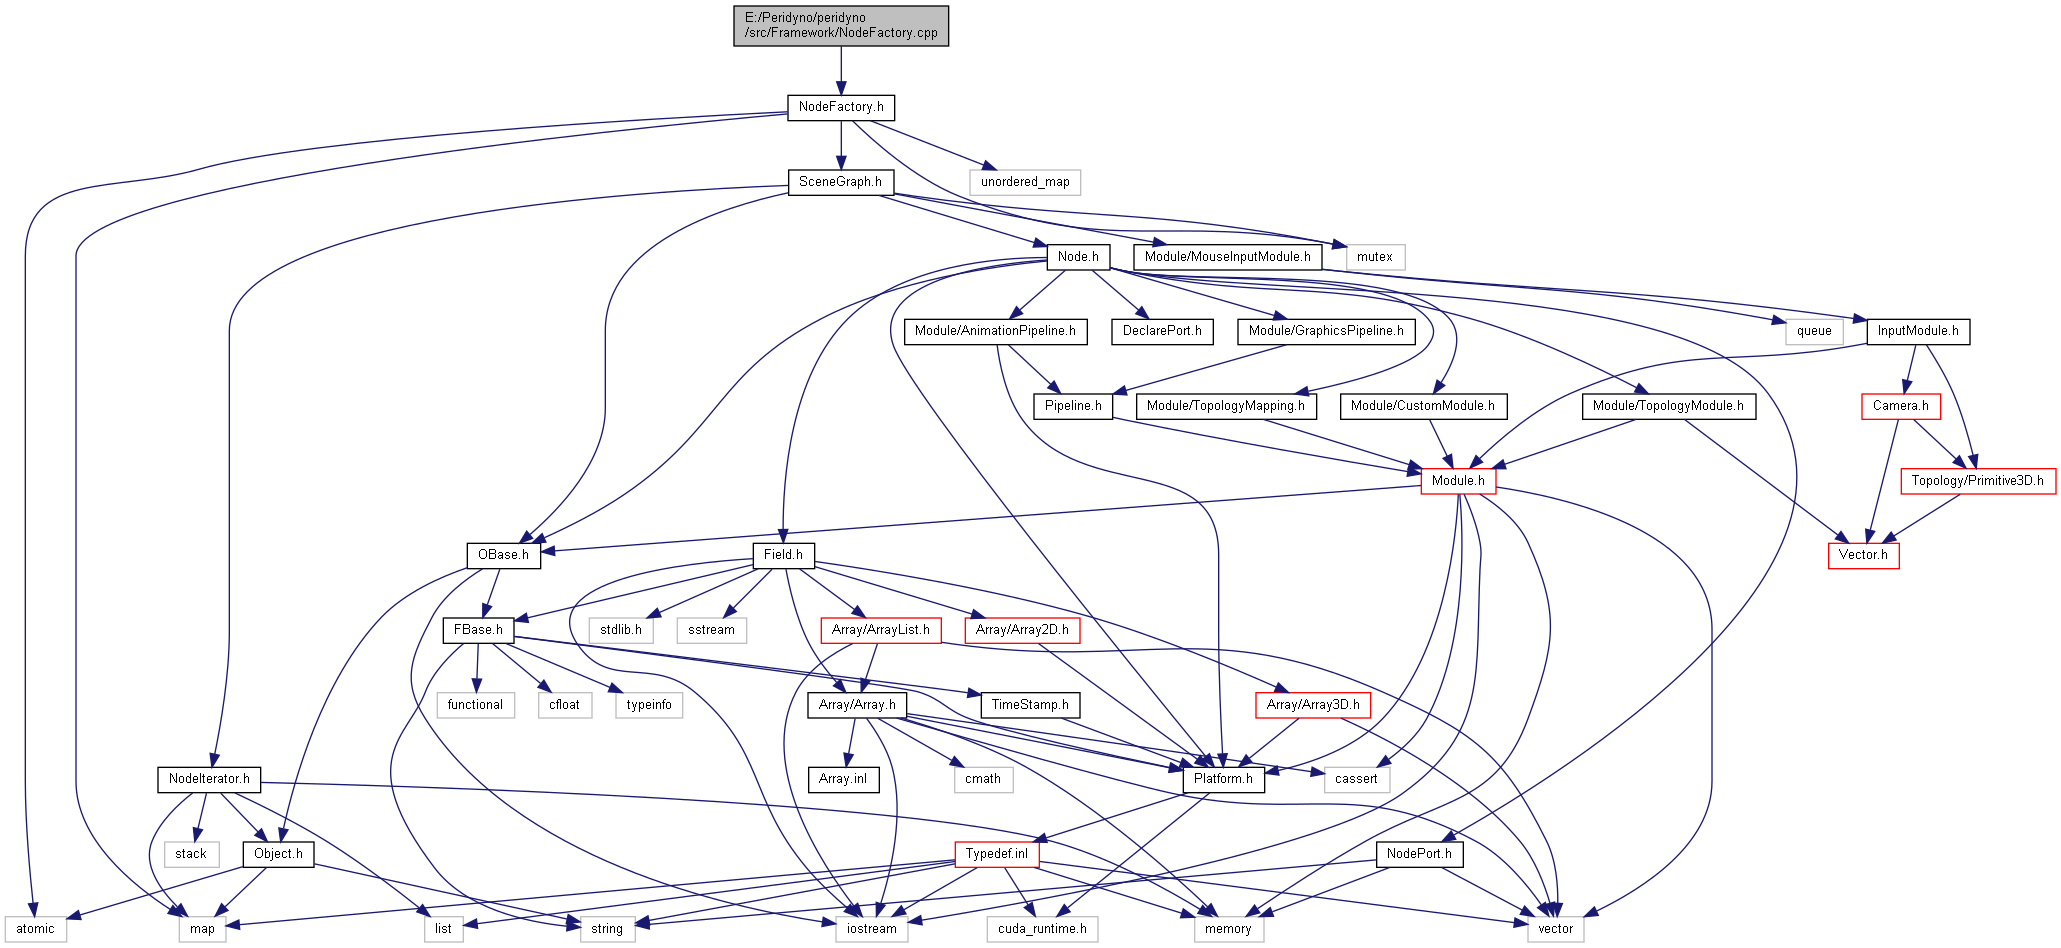 E:/Peridyno/peridyno
/src/Framework/NodeFactory.cpp
NodeFactory.h
SceneGraph.h
unordered_map
Node.h
Module/MouseInputModule.h
mutex
Module/AnimationPipeline.h
DeclarePort.h
Module/GraphicsPipeline.h
queue
InputModule.h
Pipeline.h
Module/TopologyMapping.h
Module/CustomModule.h
Module/TopologyModule.h
Camera.h
Module.h
Topology/Primitive3D.h
OBase.h
Field.h
Vector.h
FBase.h
stdlib.h
sstream
Array/ArrayList.h
Array/Array2D.h
functional
cfloat
typeinfo
Array/Array.h
TimeStamp.h
Array/Array3D.h
NodeIterator.h
Array.inl
cmath
Platform.h
cassert
stack
Object.h
Typedef.inl
NodePort.h
atomic
map
list
string
iostream
cuda_runtime.h
memory
vector